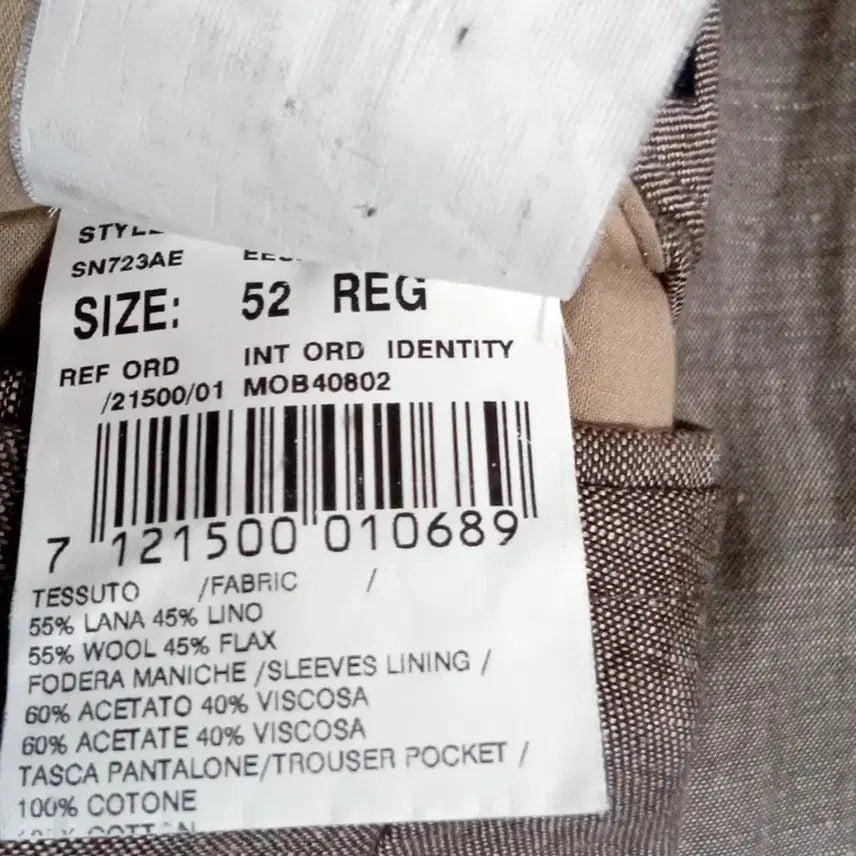 SN723AE
SIZE: 52 REG
REF ORD INT ORD IDENTITY
/21500/01 MOB40802
7 121500 010689
TESSUTO /FABRIC /
55% LANA 45% LINO
55% WOOL 45% FLAX
FODERA MANICHE /SLEEVES LINING /
60% ACETATO 40% VISCOSA
60% ACETATE 40% VISCOSA
TASCA PANTALONE/TROUSER POCKET /
100% COTONE